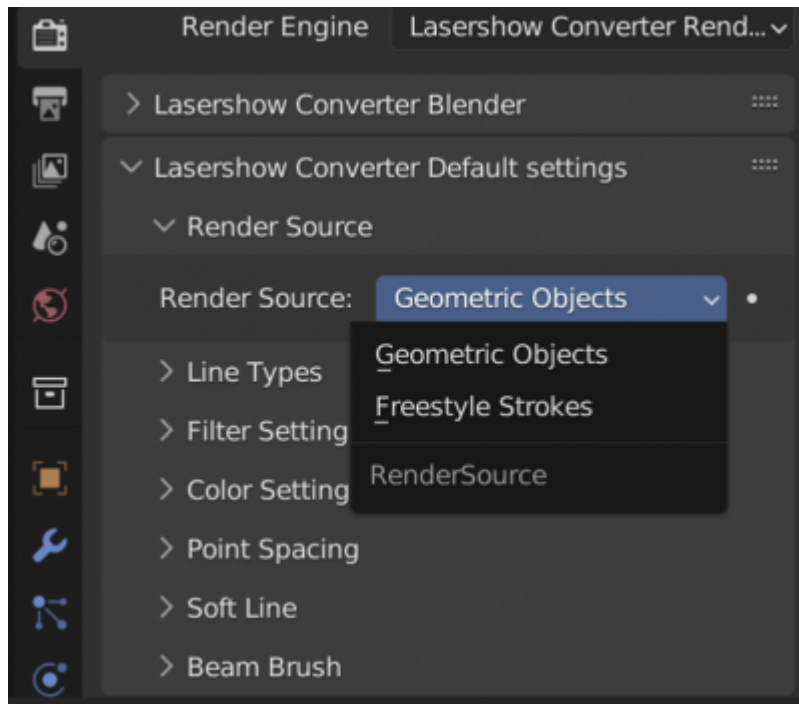 Render Engine Lasershow Converter Rend...
Lasershow Converter Blender
Lasershow Converter Default settings
Render Source
Render Source: Geometric Objects
Geometric Objects
Line Types
Freestyle Strokes
Filter Setting
RenderSource
Color Setting
Point Spacing
Soft Line
Beam Brush